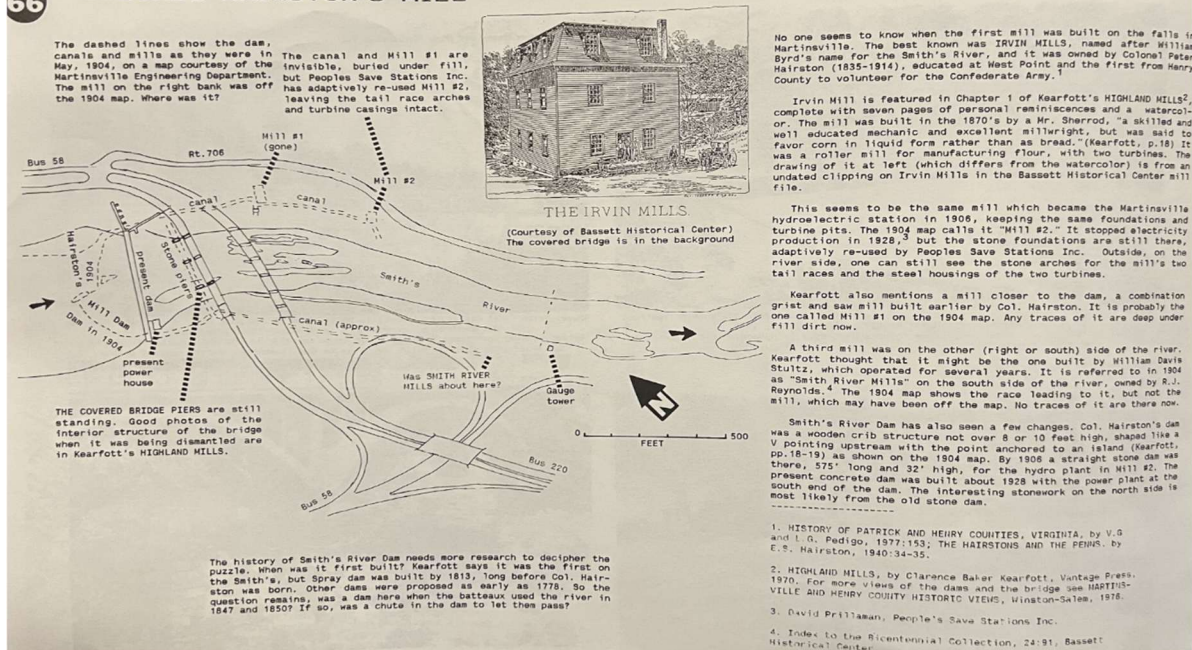 66
The dashed lines show the dam,
canals and mills as they were in
May, 1904, on a map courtesy of the
Martinsville Engineering Department.
The mill on the right bank was off
the 1904 map. Where was it?
The canal and Mill #1 are
invisible, buried under fill,
but Peoples Save Stations Inc.
has adaptively re-used Mill #2,
leaving the tail race arches
and turbine casings intact.
THE IRVIN MILLS.
(Courtesy of Bassett Historical Center)
The covered bridge is in the background
Bus 58
Rt.706
Mill #1
(gone)
Mill #2
canal
canal
Hairston's
1904
Mill Dam
Dam in 1904
present dam
Stone piers
Smith's
River
canal (approx)
present
power
house
Was SMITH RIVER
MILLS about here?
Gauge
tower
N
0
500
FEET
Bus 220
Bus 58
THE COVERED BRIDGE PIERS are still
standing. Good photos of the
interior structure of the bridge
when it was being dismantled are
in Kearfott's HIGHLAND MILLS.
The history of Smith's River Dam needs more research to decipher the
puzzle. When was it first built? Kearfott says it was the first on
the Smith's, but Spray dam was built by 1813, long before Col. Hair-
ston was born. Other dams were proposed as early as 1778. So the
question remains, was a dam here when the batteaux used the river in
1847 and 1850? If so, was a chute in the dam to let them pass?
No one seems to know when the first mill was built on the falls in
Martinsville. The best known was IRVIN MILLS, named after William
Byrd's name for the Smith's River, and it was owned by Colonel Peter
Hairston (1835-1914), educated at West Point and the first from Henry
County to volunteer for the Confederate Army.1
Irvin Mill is featured in Chapter 1 of Kearfott's HIGHLAND MILLS2,
complete with seven pages of personal reminiscences and a watercol-
or. The mill was built in the 1870's by a Mr. Sherrod, "a skilled and
well educated mechanic and excellent millwright, but was said to
favor corn in liquid form rather than as bread."(Kearfott, p.18) It
was a roller mill for manufacturing flour, with two turbines. The
drawing of it at left (which differs from the watercolor) is from an
undated clipping on Irvin Mills in the Bassett Historical Center mill
file.
This seems to be the same mill which became the Martinsville
hydroelectric station in 1906, keeping the same foundations and
turbine pits. The 1904 map calls it "Mill #2." It stopped electricity
production in 1928,3 but the stone foundations are still there,
adaptively re-used by Peoples Save Stations Inc. Outside, on the
river side, one can still see the stone arches for the mill's two
tail races and the steel housings of the two turbines.
Kearfott also mentions a mill closer to the dam, a combination
grist and saw mill built earlier by Col. Hairston. It is probably the
one called Mill #1 on the 1904 map. Any traces of it are deep under
fill dirt now.
A third mill was on the other (right or south) side of the river.
Kearfott thought that it might be the one built by William Davis
Stultz, which operated for several years. It is referred to in 1904
as "Smith River Mills" on the south side of the river, owned by R.J.
Reynolds.4 The 1904 map shows the race leading to it, but not the
mill, which may have been off the map. No traces of it are there now.
Smith's River Dam has also seen a few changes. Col. Hairston's dam
was a wooden crib structure not over 8 or 10 feet high, shaped like a
V pointing upstream with the point anchored to an island (Kearfott,
pp.18-19) as shown on the 1904 map. By 1906 a straight stone dam was
there, 575' long and 32' high, for the hydro plant in Mill #2. The
present concrete dam was built about 1928 with the power plant at the
south end of the dam. The interesting stonework on the north side is
most likely from the old stone dam.
1. HISTORY OF PATRICK AND HENRY COUNTIES, VIRGINIA, by V.G
and L.G. Pedigo, 1977:153; THE HAIRSTONS AND THE PENNS. by
E.S. Hairston, 1940:34-35.
2. HIGHLAND MILLS, by Clarence Baker Kearfott, Vantage Press.
1970. For more views of the dams and the bridge see MARTINS-
VILLE AND HENRY COUNTY HISTORIC VIEWS, Winston-Salem, 1976.
3. David Prillaman, People's Save Stations Inc.
4. Index to the Bicentennial Collection, 24:91, Bassett
Historical Center